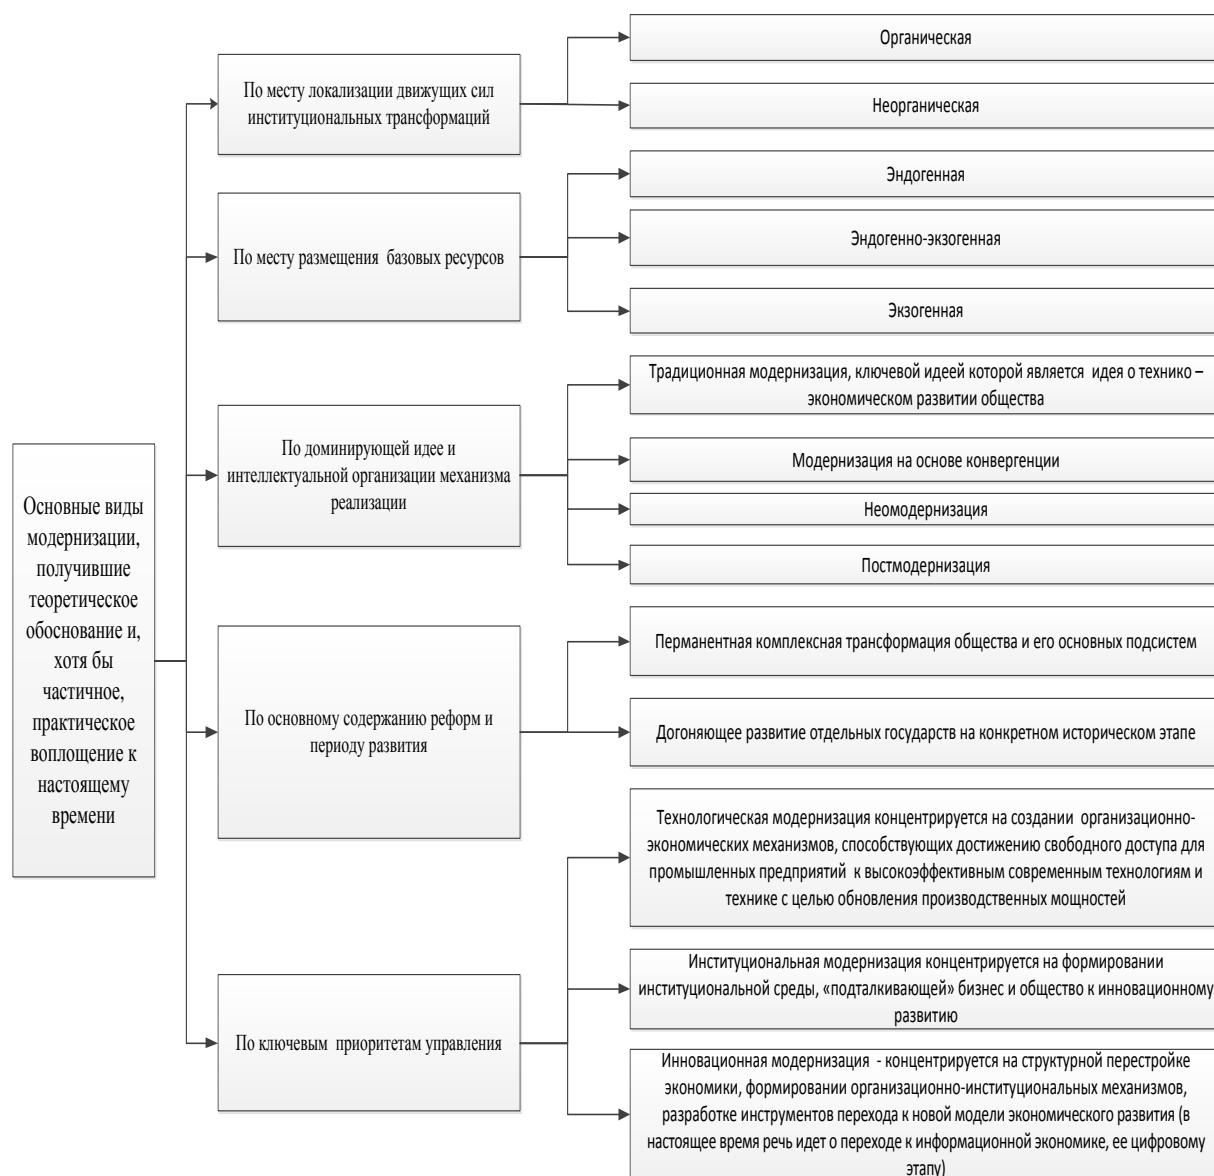 Основные виды
модернизации,
получившие
теоретическое
обоснование и,
хотя бы
частичное,
практическое
воплощение к
настоящему
времени
По месту локализации движущих сил
институциональных трансформаций
Органическая
Неорганическая
По месту размещения базовых ресурсов
Эндогенная
Эндогенно-экзогенная
Экзогенная
По доминирующей идее и
интеллектуальной организации механизма
реализации
Традиционная модернизация, ключевой идеей которой является идея о технико –
экономическом развитии общества
Модернизация на основе конвергенции
Неомодернизация
Постмодернизация
По основному содержанию реформ и
периоду развития
Перманентная комплексная трансформация общества и его основных подсистем
Догоняющее развитие отдельных государств на конкретном историческом этапе
По ключевым приоритетам управления
Технологическая модернизация концентрируется на создании организационно-
экономических механизмов, способствующих достижению свободного доступа для
промышленных предприятий к высокоэффективным современным технологиям и
технике с целью обновления производственных мощностей
Институциональная модернизация концентрируется на формировании
институциональной среды, «подталкивающей» бизнес и общество к инновационному
развитию
Инновационная модернизация - концентрируется на структурной перестройке
экономики, формировании организационно-институциональных механизмов,
разработке инструментов перехода к новой модели экономического развития (в
настоящее время речь идет о переходе к информационной экономике, ее цифровому
этапу)